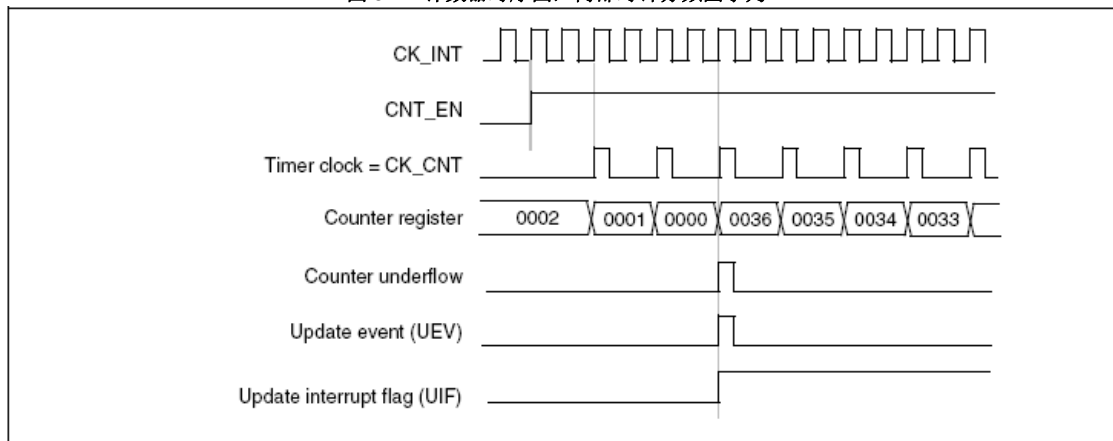 CK_INT
CNT_EN
Timer clock = CK_CNT
Counter register 0002 0001 0000 0036 0035 0034 0033
Counter underflow
Update event (UEV)
Update interrupt flag (UIF)